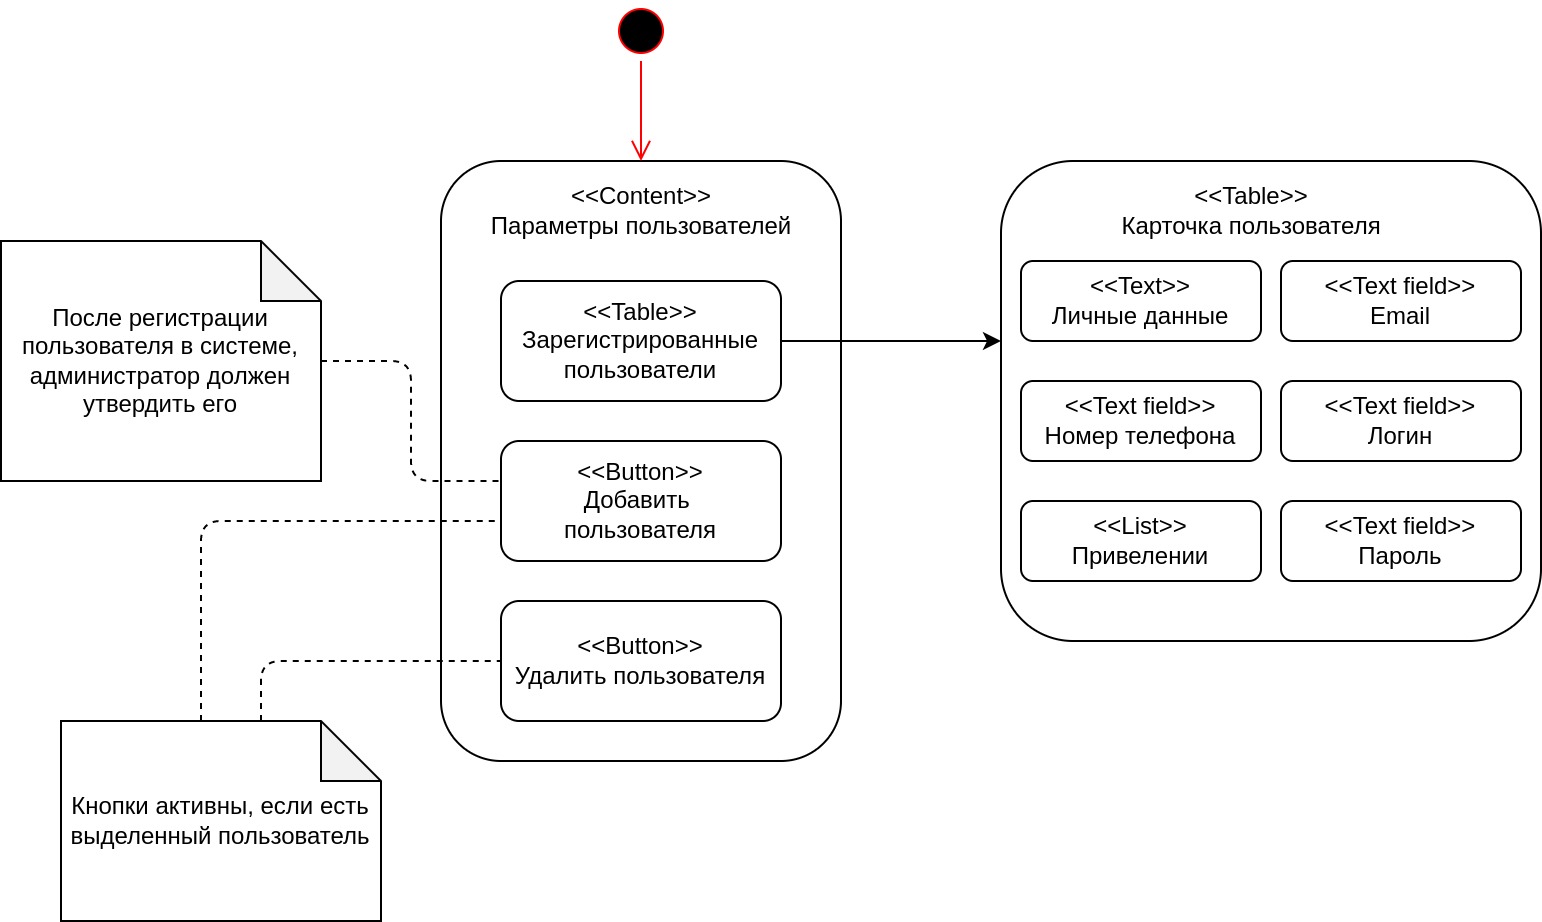 <<Content>>
Параметры пользователей
<<Table>>
Зарегистрированные
пользователи
<<Button>>
Добавить
пользователя
<<Button>>
Удалить пользователя
<<Table>>
Карточка пользователя
<<Text>>
Личные данные
<<Text field>>
Email
<<Text field>>
Номер телефона
<<Text field>>
Логин
<<List>>
Привелении
<<Text field>>
Пароль
После регистрации
пользователя в системе,
администратор должен
утвердить его
Кнопки активны, если есть
выделенный пользователь